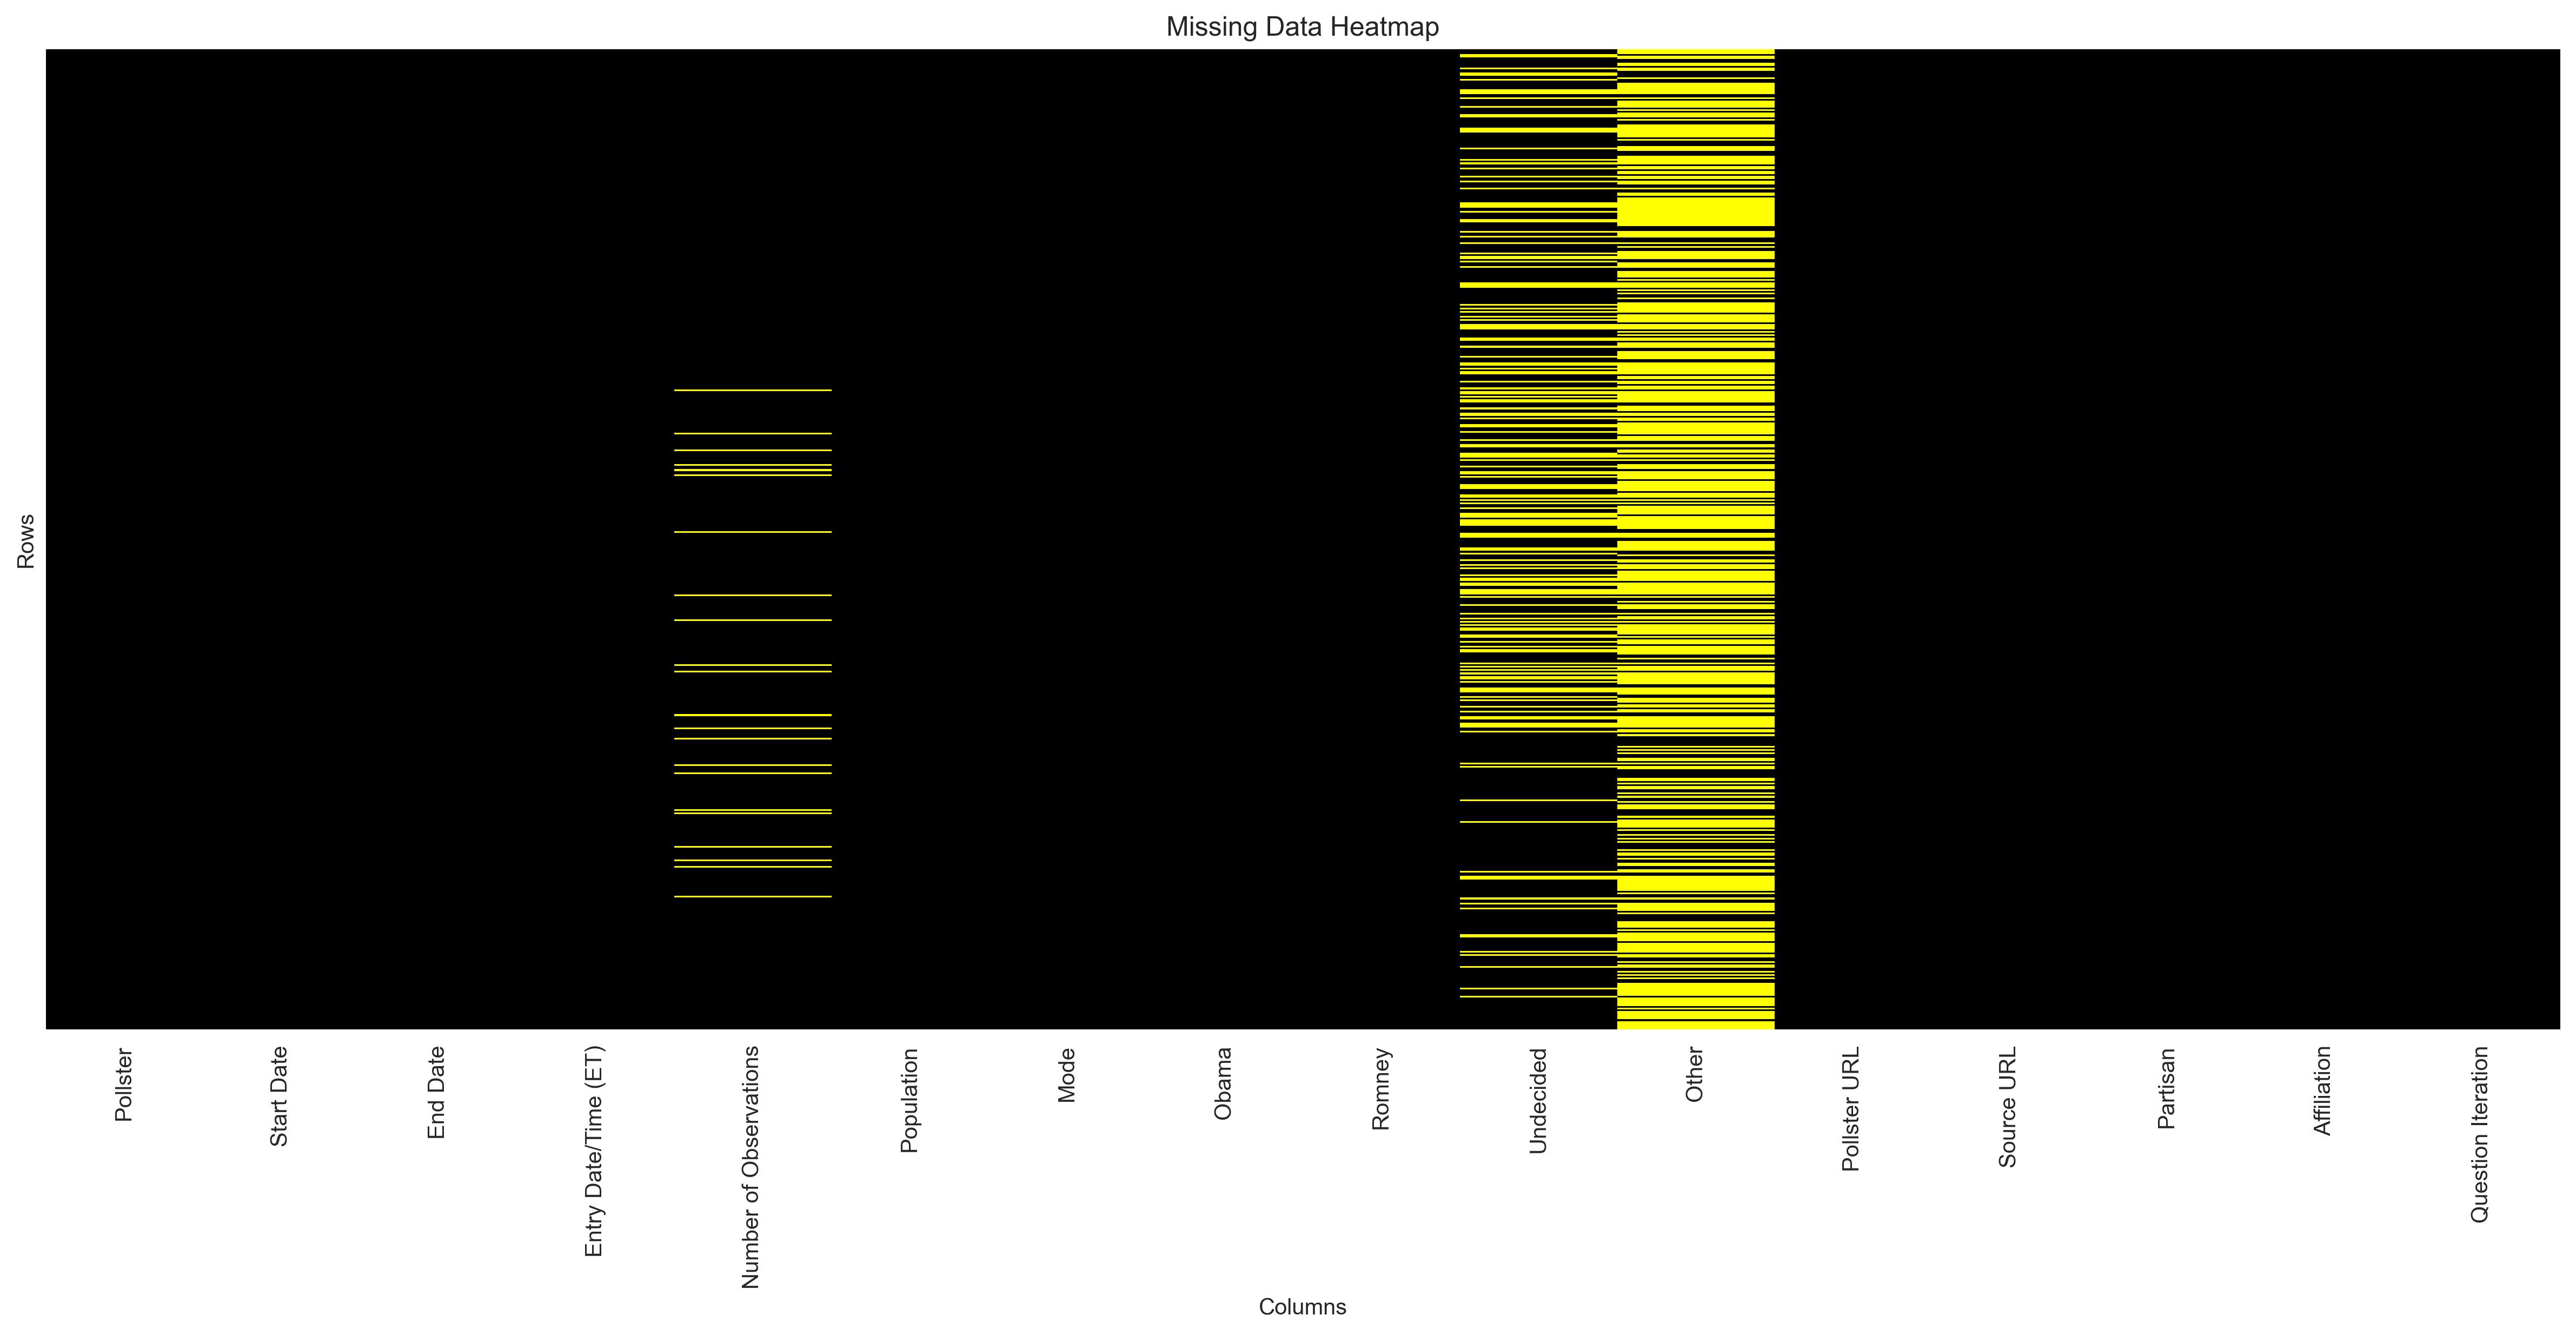 Missing Data Heatmap
Rows
Pollster
Start Date
End Date
Entry Date/Time (ET)
Number of Observations
Population
Mode
Obama
Romney
Undecided
Other
Pollster URL
Source URL
Partisan
Affiliation
Question Iteration
Columns